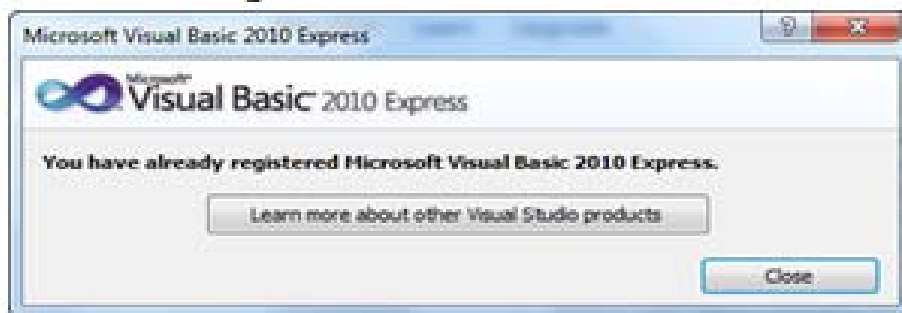 Microsoft Visual Basic 2010 Express
Microsoft
Visual Basic 2010 Express
You have already registered Microsoft Visual Basic 2010 Express.
Learn more about other Visual Studio products
Close